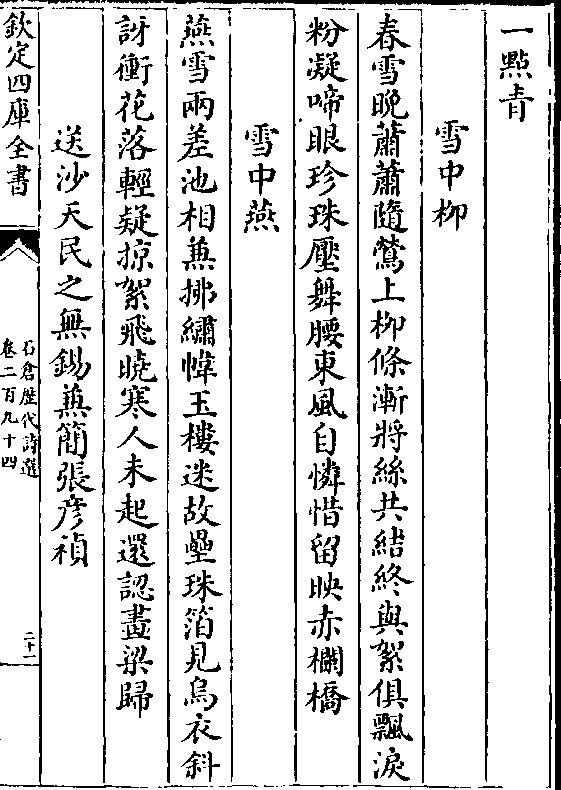 一點青
雪中柳
春雪晚蕭蕭隨鶯上柳條漸將絲共結終與絮俱飄淚
粉凝啼眼珍珠壓舞腰東風自憐惜留映赤欄橋
雪中燕
燕雪兩差池相兼拂繡幃玉樓迷故壘珠箔見烏衣斜
訝衝花落輕疑掠絮飛曉寒人未起還認畫梁歸
送沙天民之無錫兼簡張彦禎
欽定四庫全書
石倉歴代詩選
卷二百九十四
二十一